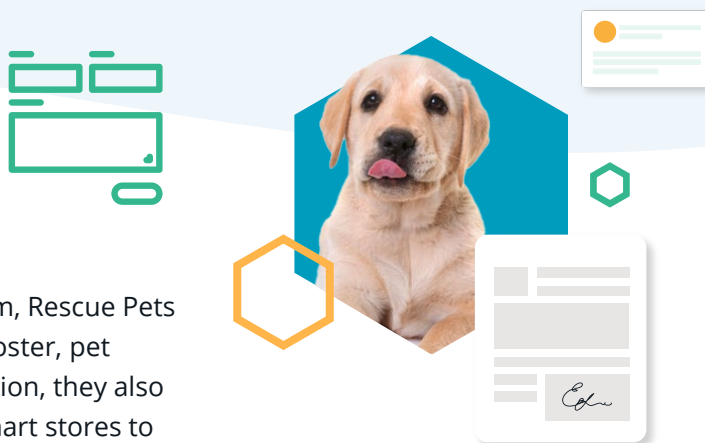 m, Rescue Pets
oster, pet
ion, they also
art stores to